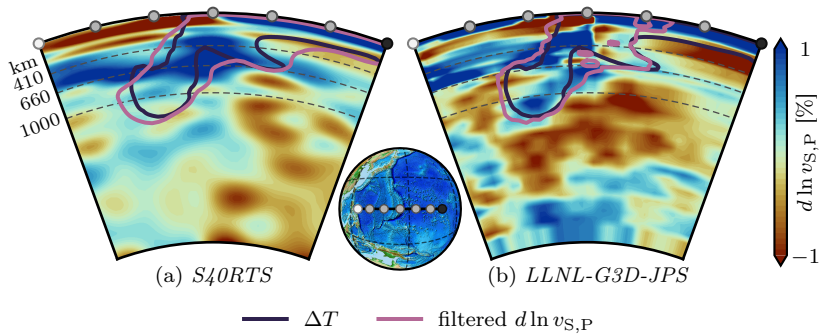 km
410
660
1000
1
d ln v_{S,P} [%]
−1
(a) S40RTS
(b) LLNL-G3D-JPS
ΔT
filtered d ln v_{S,P}